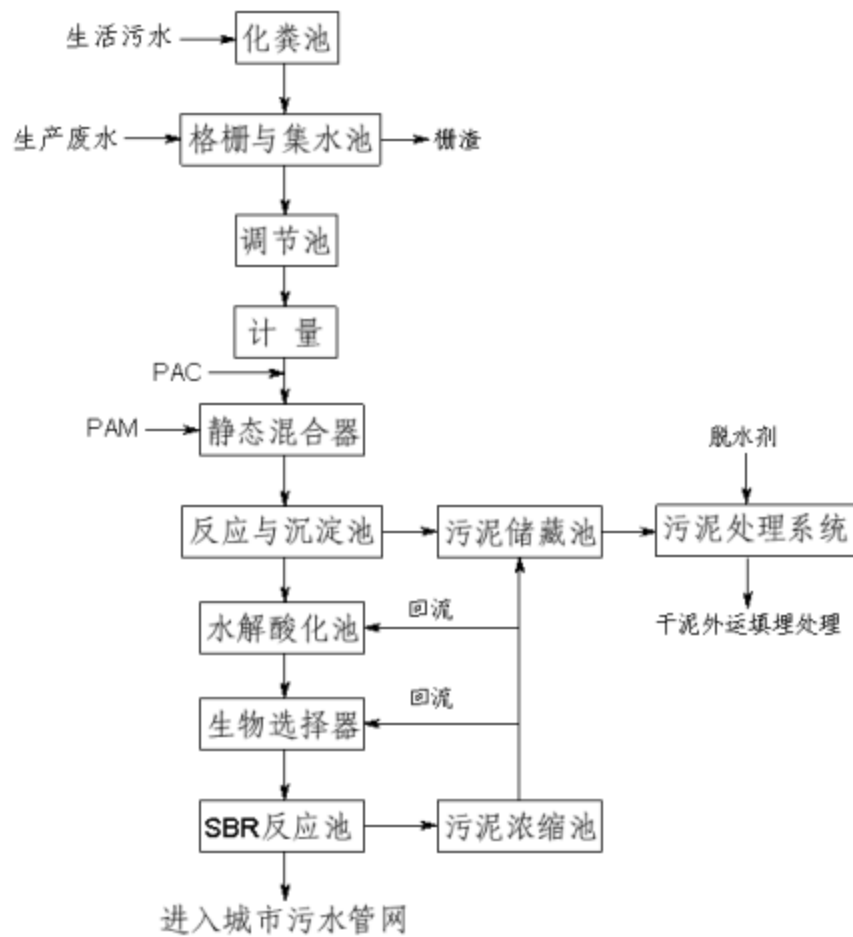 生活污水
化粪池
生产废水
格栅与集水池
栅渣
调节池
计 量
PAC
PAM
静态混合器
脱水剂
反应与沉淀池
污泥储藏池
污泥处理系统
水解酸化池
回流
干泥外运填埋处理
生物选择器
回流
SBR反应池
污泥浓缩池
进入城市污水管网